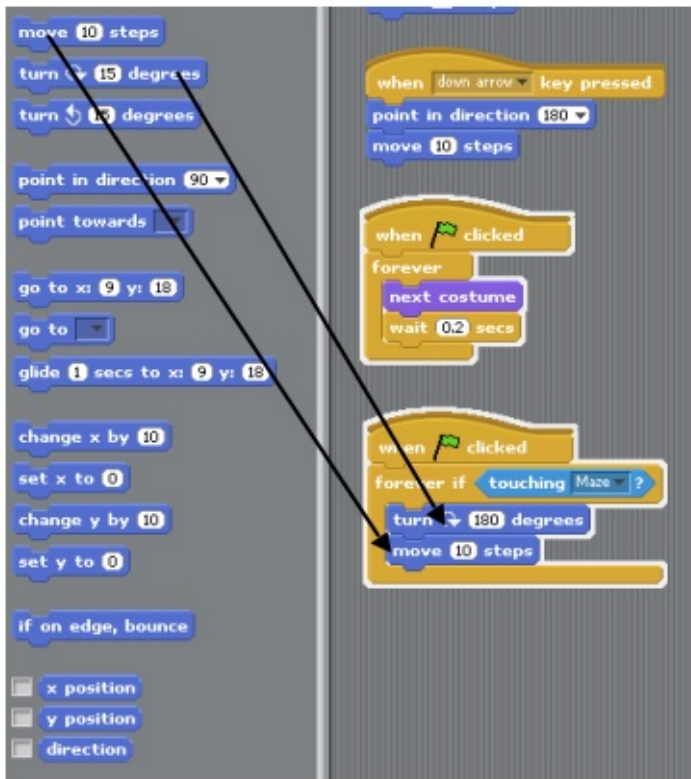 move 10 steps
turn 15 degrees
turn 15 degrees
point in direction 90
point towards
go to x: 9 y: 18
go to
glide 1 secs to x: 9 y: 18
change x by 10
set x to 0
change y by 10
set y to 0
if on edge, bounce
x position
y position
direction
when down arrow key pressed
point in direction 180
move 10 steps
when clicked
forever
next costume
wait 0.2 secs
when clicked
forever if touching Maze ?
turn 180 degrees
move 10 steps